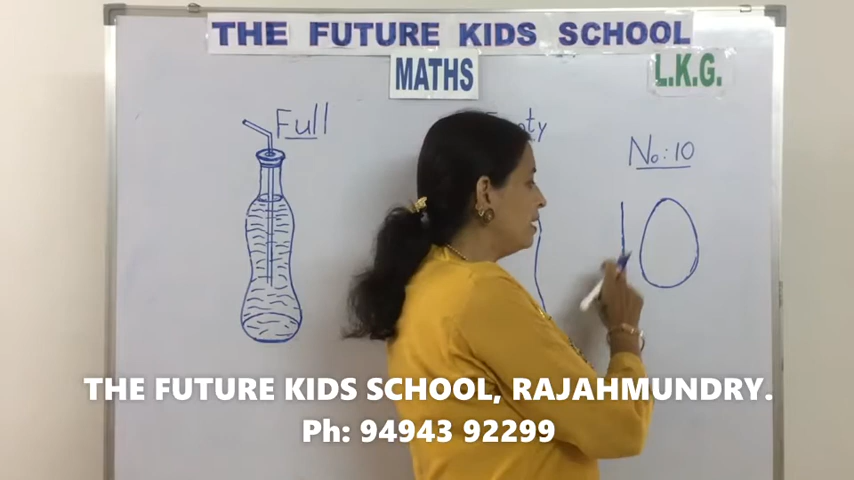 THE FUTURE KIDS SCHOOL
MATHS
L.K.G.
Full
No: 10
10
THE FUTURE KIDS SCHOOL, RAJAHMUNDRY.
Ph: 94943 92299